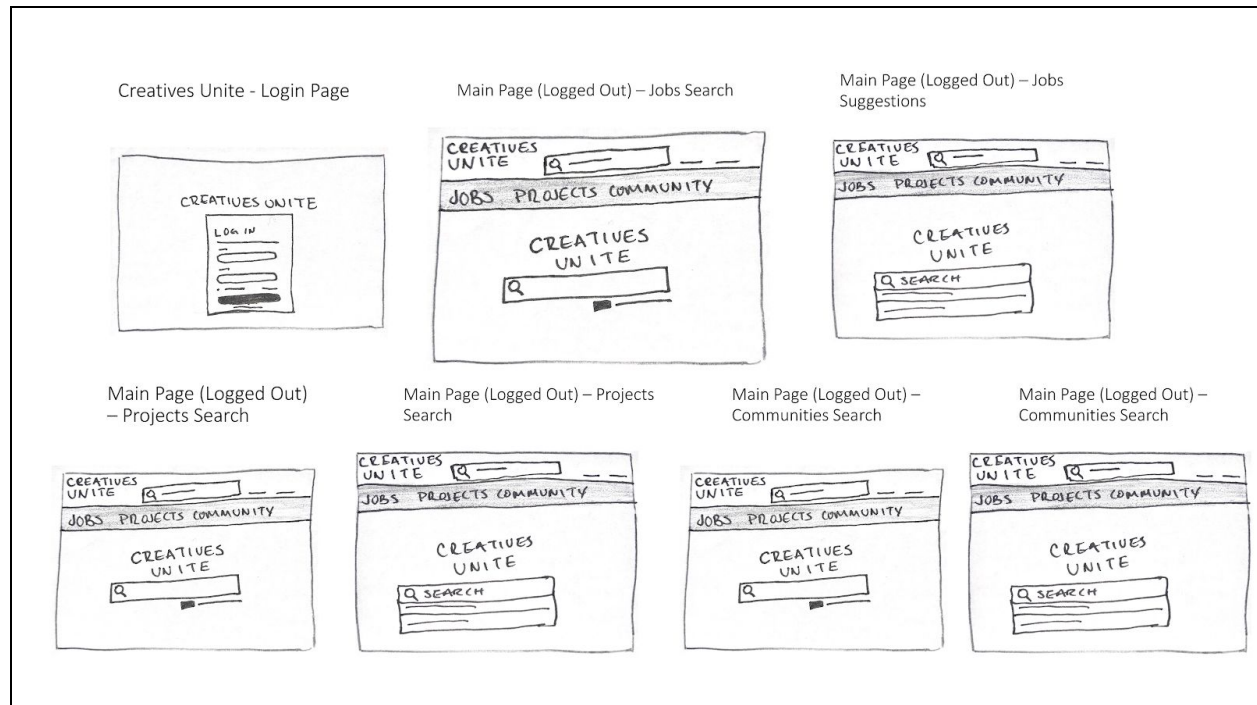 Creatives Unite - Login Page
Main Page (Logged Out) – Jobs Search
Main Page (Logged Out) – Jobs
Suggestions
CREATIVES UNITE
LOG IN
CREATIVES
UNITE
JOBS PROJECTS COMMUNITY
CREATIVES
UNITE
CREATIVES
UNITE
JOBS PROJECTS COMMUNITY
CREATIVES
UNITE
SEARCH
Main Page (Logged Out)
– Projects Search
Main Page (Logged Out) – Projects
Search
Main Page (Logged Out) –
Communities Search
Main Page (Logged Out) –
Communities Search
CREATIVES
UNITE
JOBS PROJECTS COMMUNITY
CREATIVES
UNITE
CREATIVES
UNITE
JOBS PROJECTS COMMUNITY
CREATIVES
UNITE
SEARCH
CREATIVES
UNITE
JOBS PROJECTS COMMUNITY
CREATIVES
UNITE
CREATIVES
UNITE
JOBS PROJECTS COMMUNITY
CREATIVES
UNITE
SEARCH